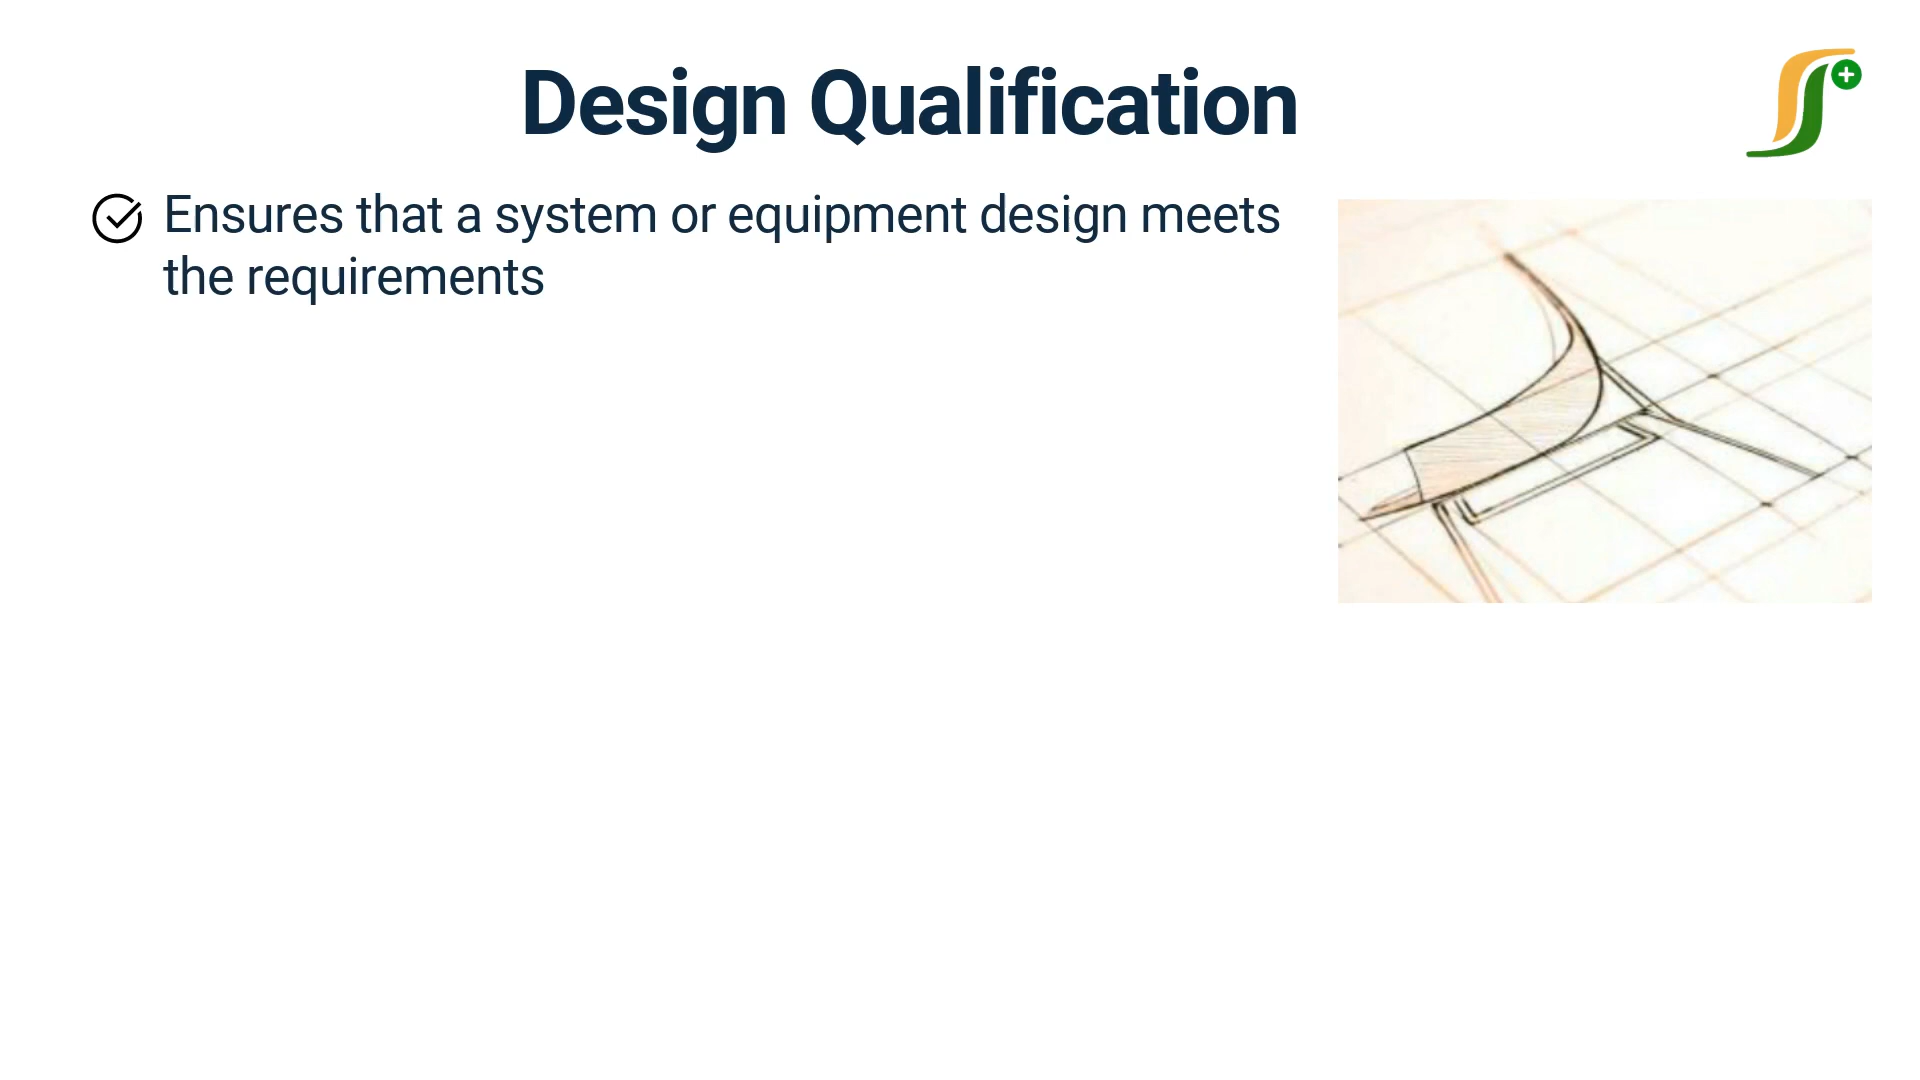 Design Qualification
Ensures that a system or equipment design meets
the requirements